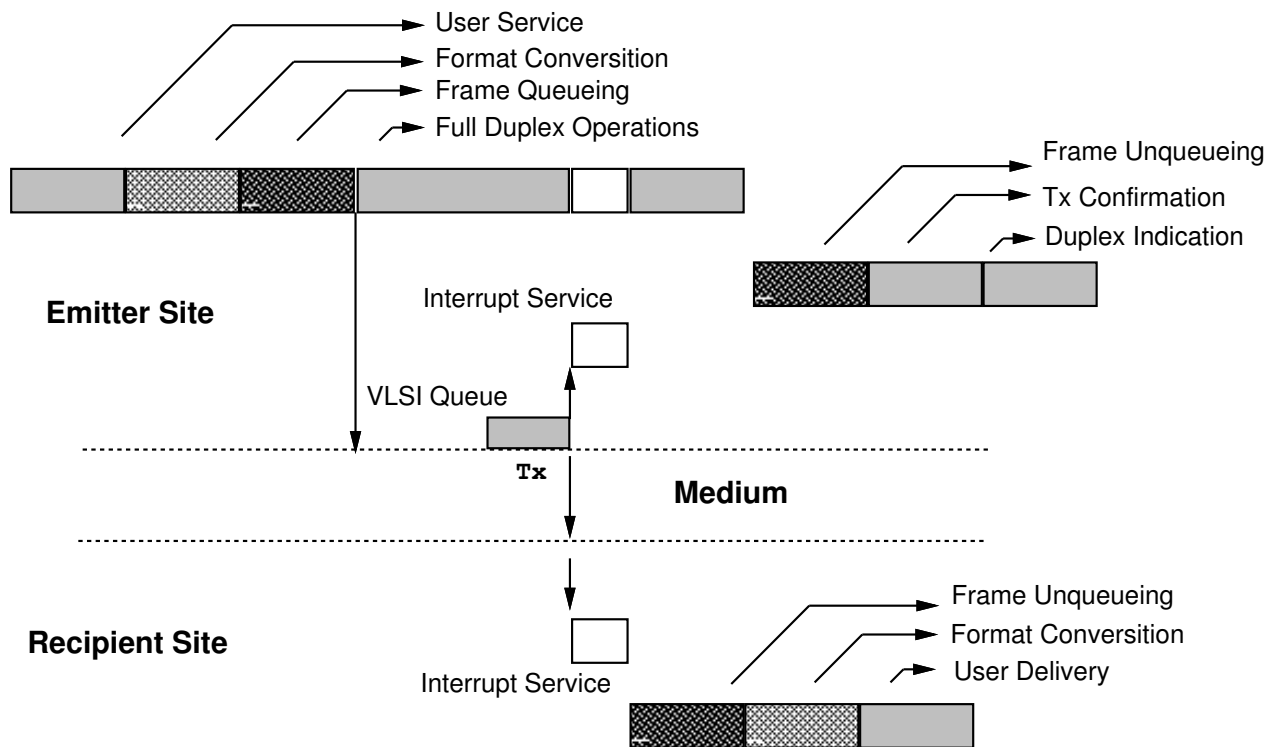 User Service
Format Conversition
Frame Queueing
Full Duplex Operations
Frame Unqueueing
Tx Confirmation
Duplex Indication
Interrupt Service
Emitter Site
VLSI Queue
Tx
Medium
Frame Unqueueing
Format Conversition
User Delivery
Recipient Site
Interrupt Service